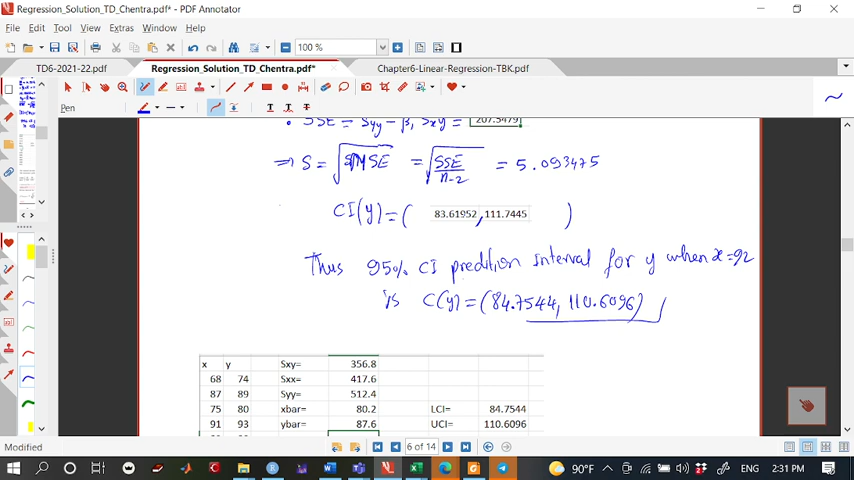 Regression_Solution_TD_Chentra.pdf* - PDF Annotator
File Edit Tool View Extras Window Help
100 %
TD6-2021-22.pdf Regression_Solution_TD_Chentra.pdf* Chapter6-Linear-Regression-TBK.pdf
Pen
SSE = Syy - β, Sxy = 207.5479
⇒ S = √MSE = √SSE/n-2 = 5.093475
CI(y) = ( 83.61952, 111.7445 )
Thus 95% CI predition interval for y when x=92
is C(y) = (84.7544, 110.6096)
x y Sxy= 356.8
68 74 Sxx= 417.6
87 89 Syy= 512.4
75 80 xbar= 80.2 LCI= 84.7544
91 93 ybar= 87.6 UCI= 110.6096
Modified 6 of 14
90°F ENG 2:31 PM